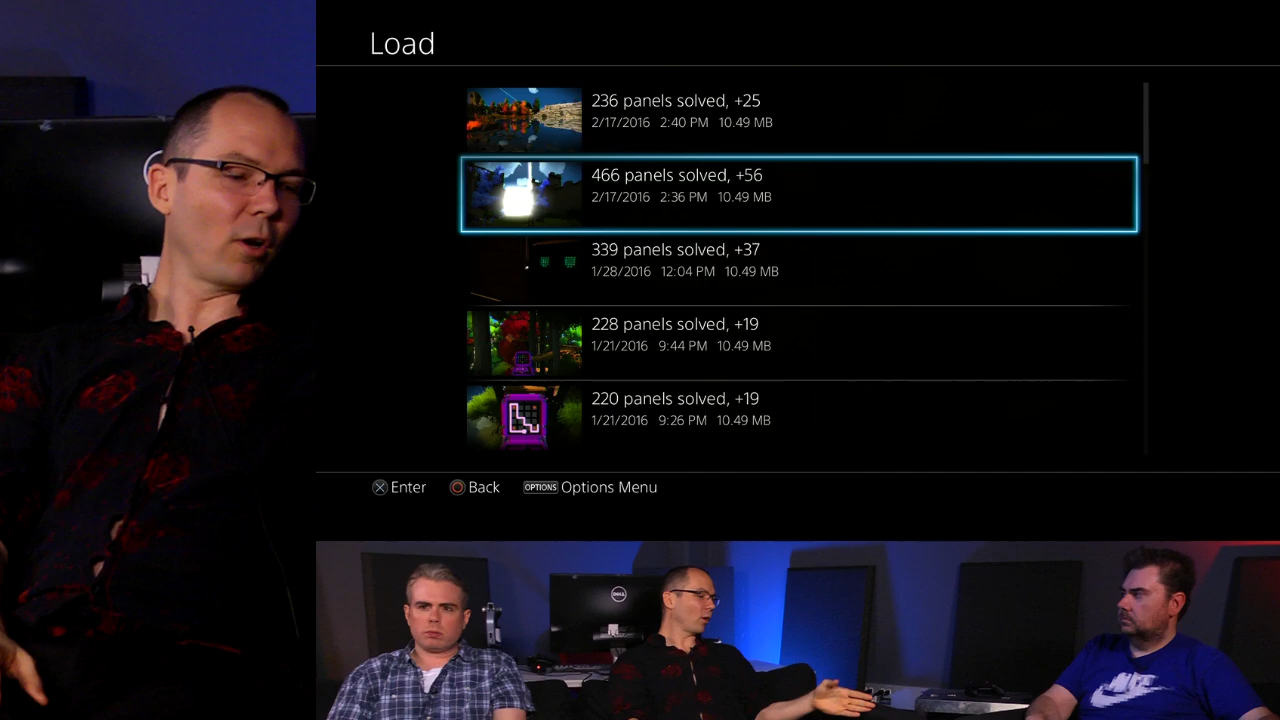 Load
236 panels solved, +25
2/17/2016 2:40 PM 10.49 MB
466 panels solved, +56
2/17/2016 2:36 PM 10.49 MB
339 panels solved, +37
1/28/2016 12:04 PM 10.49 MB
228 panels solved, +19
1/21/2016 9:44 PM 10.49 MB
220 panels solved, +19
1/21/2016 9:26 PM 10.49 MB
Enter Back OPTIONS Options Menu
DELL